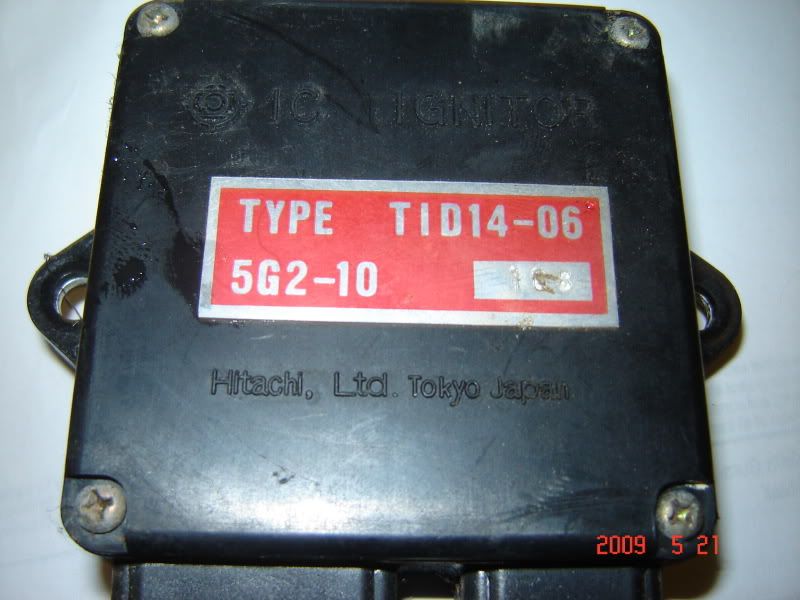 IC IGNITOR
TYPE TID14-06
5G2-10
Hitachi, Ltd. Tokyo Japan
2009 5 21